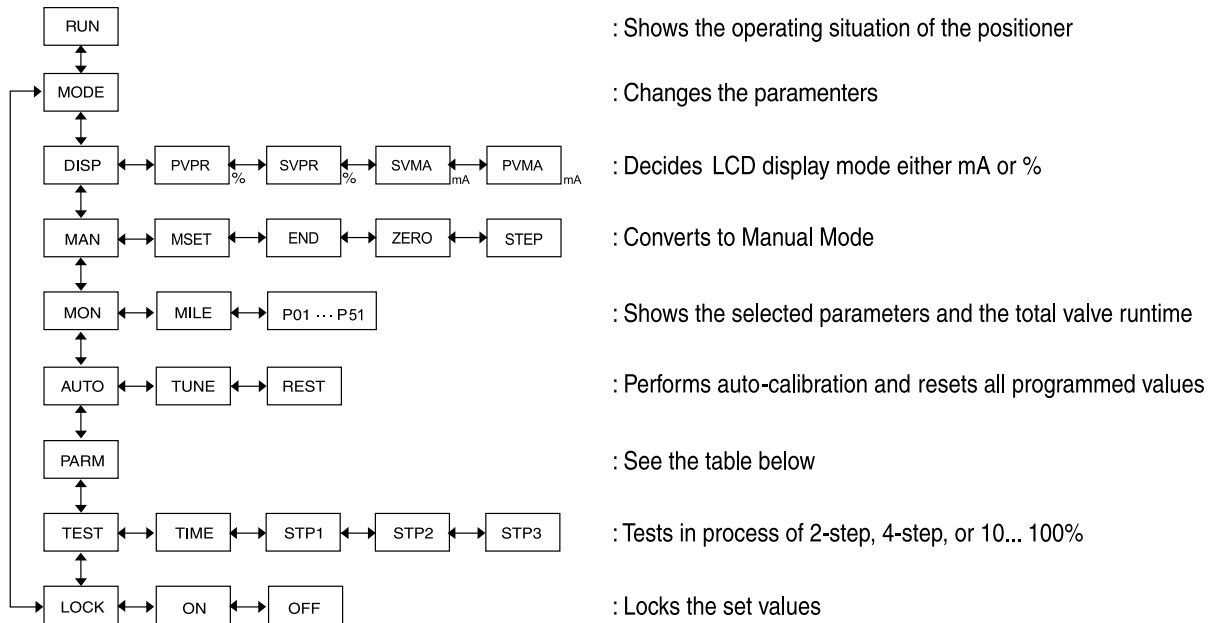 RUN : Shows the operating situation of the positioner
MODE : Changes the paramenters
DISP PVPR % SVPR % SVMA mA PVMA mA : Decides LCD display mode either mA or %
MAN MSET END ZERO STEP : Converts to Manual Mode
MON MILE P01 ··· P51 : Shows the selected parameters and the total valve runtime
AUTO TUNE REST : Performs auto-calibration and resets all programmed values
PARM : See the table below
TEST TIME STP1 STP2 STP3 : Tests in process of 2-step, 4-step, or 10... 100%
LOCK ON OFF : Locks the set values